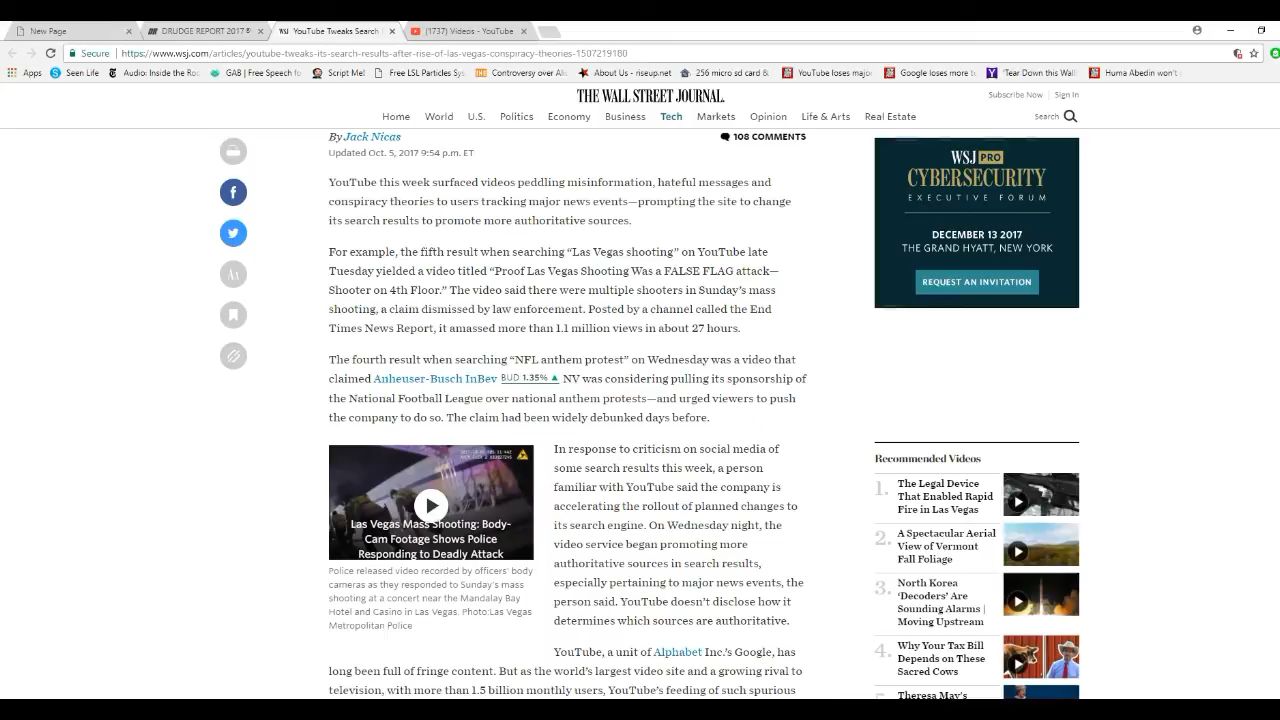 New Page
DRUDGE REPORT 2017 ®
WSJ YouTube Tweaks Search
(1737) Videos - YouTube
Secure
https://www.wsj.com/articles/youtube-tweaks-its-search-results-after-rise-of-las-vegas-conspiracy-theories-1507219180
Apps
Seen Life
Audio: Inside the Ro
GAB | Free Speech fo
Script Me!
Free LSL Particles Sy
Controversy over Al
About Us - riseup.net
256 micro sd card &
YouTube loses major
Google loses more t
'Tear Down this Wall
Huma Abedin won't
THE WALL STREET JOURNAL.
Subscribe Now | Sign In
Home World U.S. Politics Economy Business Tech Markets Opinion Life & Arts Real Estate
Search
By Jack Nicas
108 COMMENTS
Updated Oct. 5, 2017 9:54 p.m. ET
YouTube this week surfaced videos peddling misinformation, hateful messages and
conspiracy theories to users tracking major news events—prompting the site to change
its search results to promote more authoritative sources.
For example, the fifth result when searching “Las Vegas shooting” on YouTube late
Tuesday yielded a video titled “Proof Las Vegas Shooting Was a FALSE FLAG attack—
Shooter on 4th Floor.” The video said there were multiple shooters in Sunday’s mass
shooting, a claim dismissed by law enforcement. Posted by a channel called the End
Times News Report, it amassed more than 1.1 million views in about 27 hours.
The fourth result when searching “NFL anthem protest” on Wednesday was a video that
claimed Anheuser-Busch InBev BUD 1.35% ▲ NV was considering pulling its sponsorship of
the National Football League over national anthem protests—and urged viewers to push
the company to do so. The claim had been widely debunked days before.
Las Vegas Mass Shooting: Body-
Cam Footage Shows Police
Responding to Deadly Attack
Police released video recorded by officers' body
cameras as they responded to Sunday's mass
shooting at a concert near the Mandalay Bay
Hotel and Casino in Las Vegas. Photo:Las Vegas
Metropolitan Police
In response to criticism on social media of
some search results this week, a person
familiar with YouTube said the company is
accelerating the rollout of planned changes to
its search engine. On Wednesday night, the
video service began promoting more
authoritative sources in search results,
especially pertaining to major news events, the
person said. YouTube doesn’t disclose how it
determines which sources are authoritative.
YouTube, a unit of Alphabet Inc.’s Google, has
long been full of fringe content. But as the world’s largest video site and a growing rival to
television, with more than 1.5 billion monthly users, YouTube’s feeding of such spurious
WSJ PRO
CYBERSECURITY
EXECUTIVE FORUM
DECEMBER 13 2017
THE GRAND HYATT, NEW YORK
REQUEST AN INVITATION
Recommended Videos
1. The Legal Device
That Enabled Rapid
Fire in Las Vegas
2. A Spectacular Aerial
View of Vermont
Fall Foliage
3. North Korea
‘Decoders’ Are
Sounding Alarms |
Moving Upstream
4. Why Your Tax Bill
Depends on These
Sacred Cows
Theresa May's